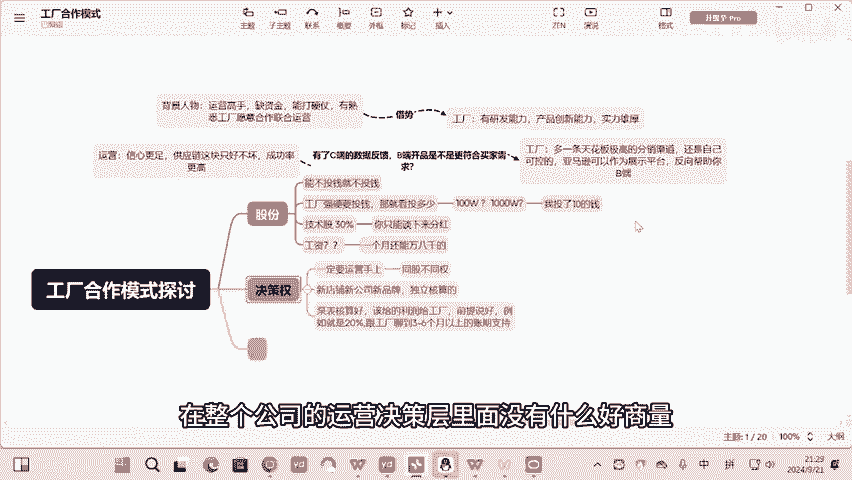 工厂合作模式
已编辑
主题
子主题
联系
概要
外框
标记
插入
ZEN
演说
格式
升级至 Pro
背景人物：运营高手，缺资金，能打硬仗，有熟
悉工厂愿意合作联合运营
借势
工厂：有研发能力，产品创新能力，实力雄厚
运营：信心更足，供应链这块只好不坏，成功率
更高
有了C端的数据反馈，B端开品是不是更符合买家需
求？
工厂：多一条天花板极高的分销渠道，还是自己
可控的，亚马逊可以作为展示平台，反向帮助你
B端
股份
能不投钱就不投钱
工厂强硬要投钱，那就看投多少
100W？1000W？
我投了10的钱
技术股 30%
你只能谈下来分红
工资？？
一个月还能万八千的
工厂合作模式探讨
决策权
一定要运营手上
同股不同权
新店铺新公司新品牌，独立核算的
采表核算好，该给的利润给工厂，前提说好，例
如就是20%,跟工厂聊到3-6个月以上的账期支持
在整个公司的运营决策层里面没有什么好商量
主题: 1 / 20
100%
大纲
中
拼
21:29
2024/9/21